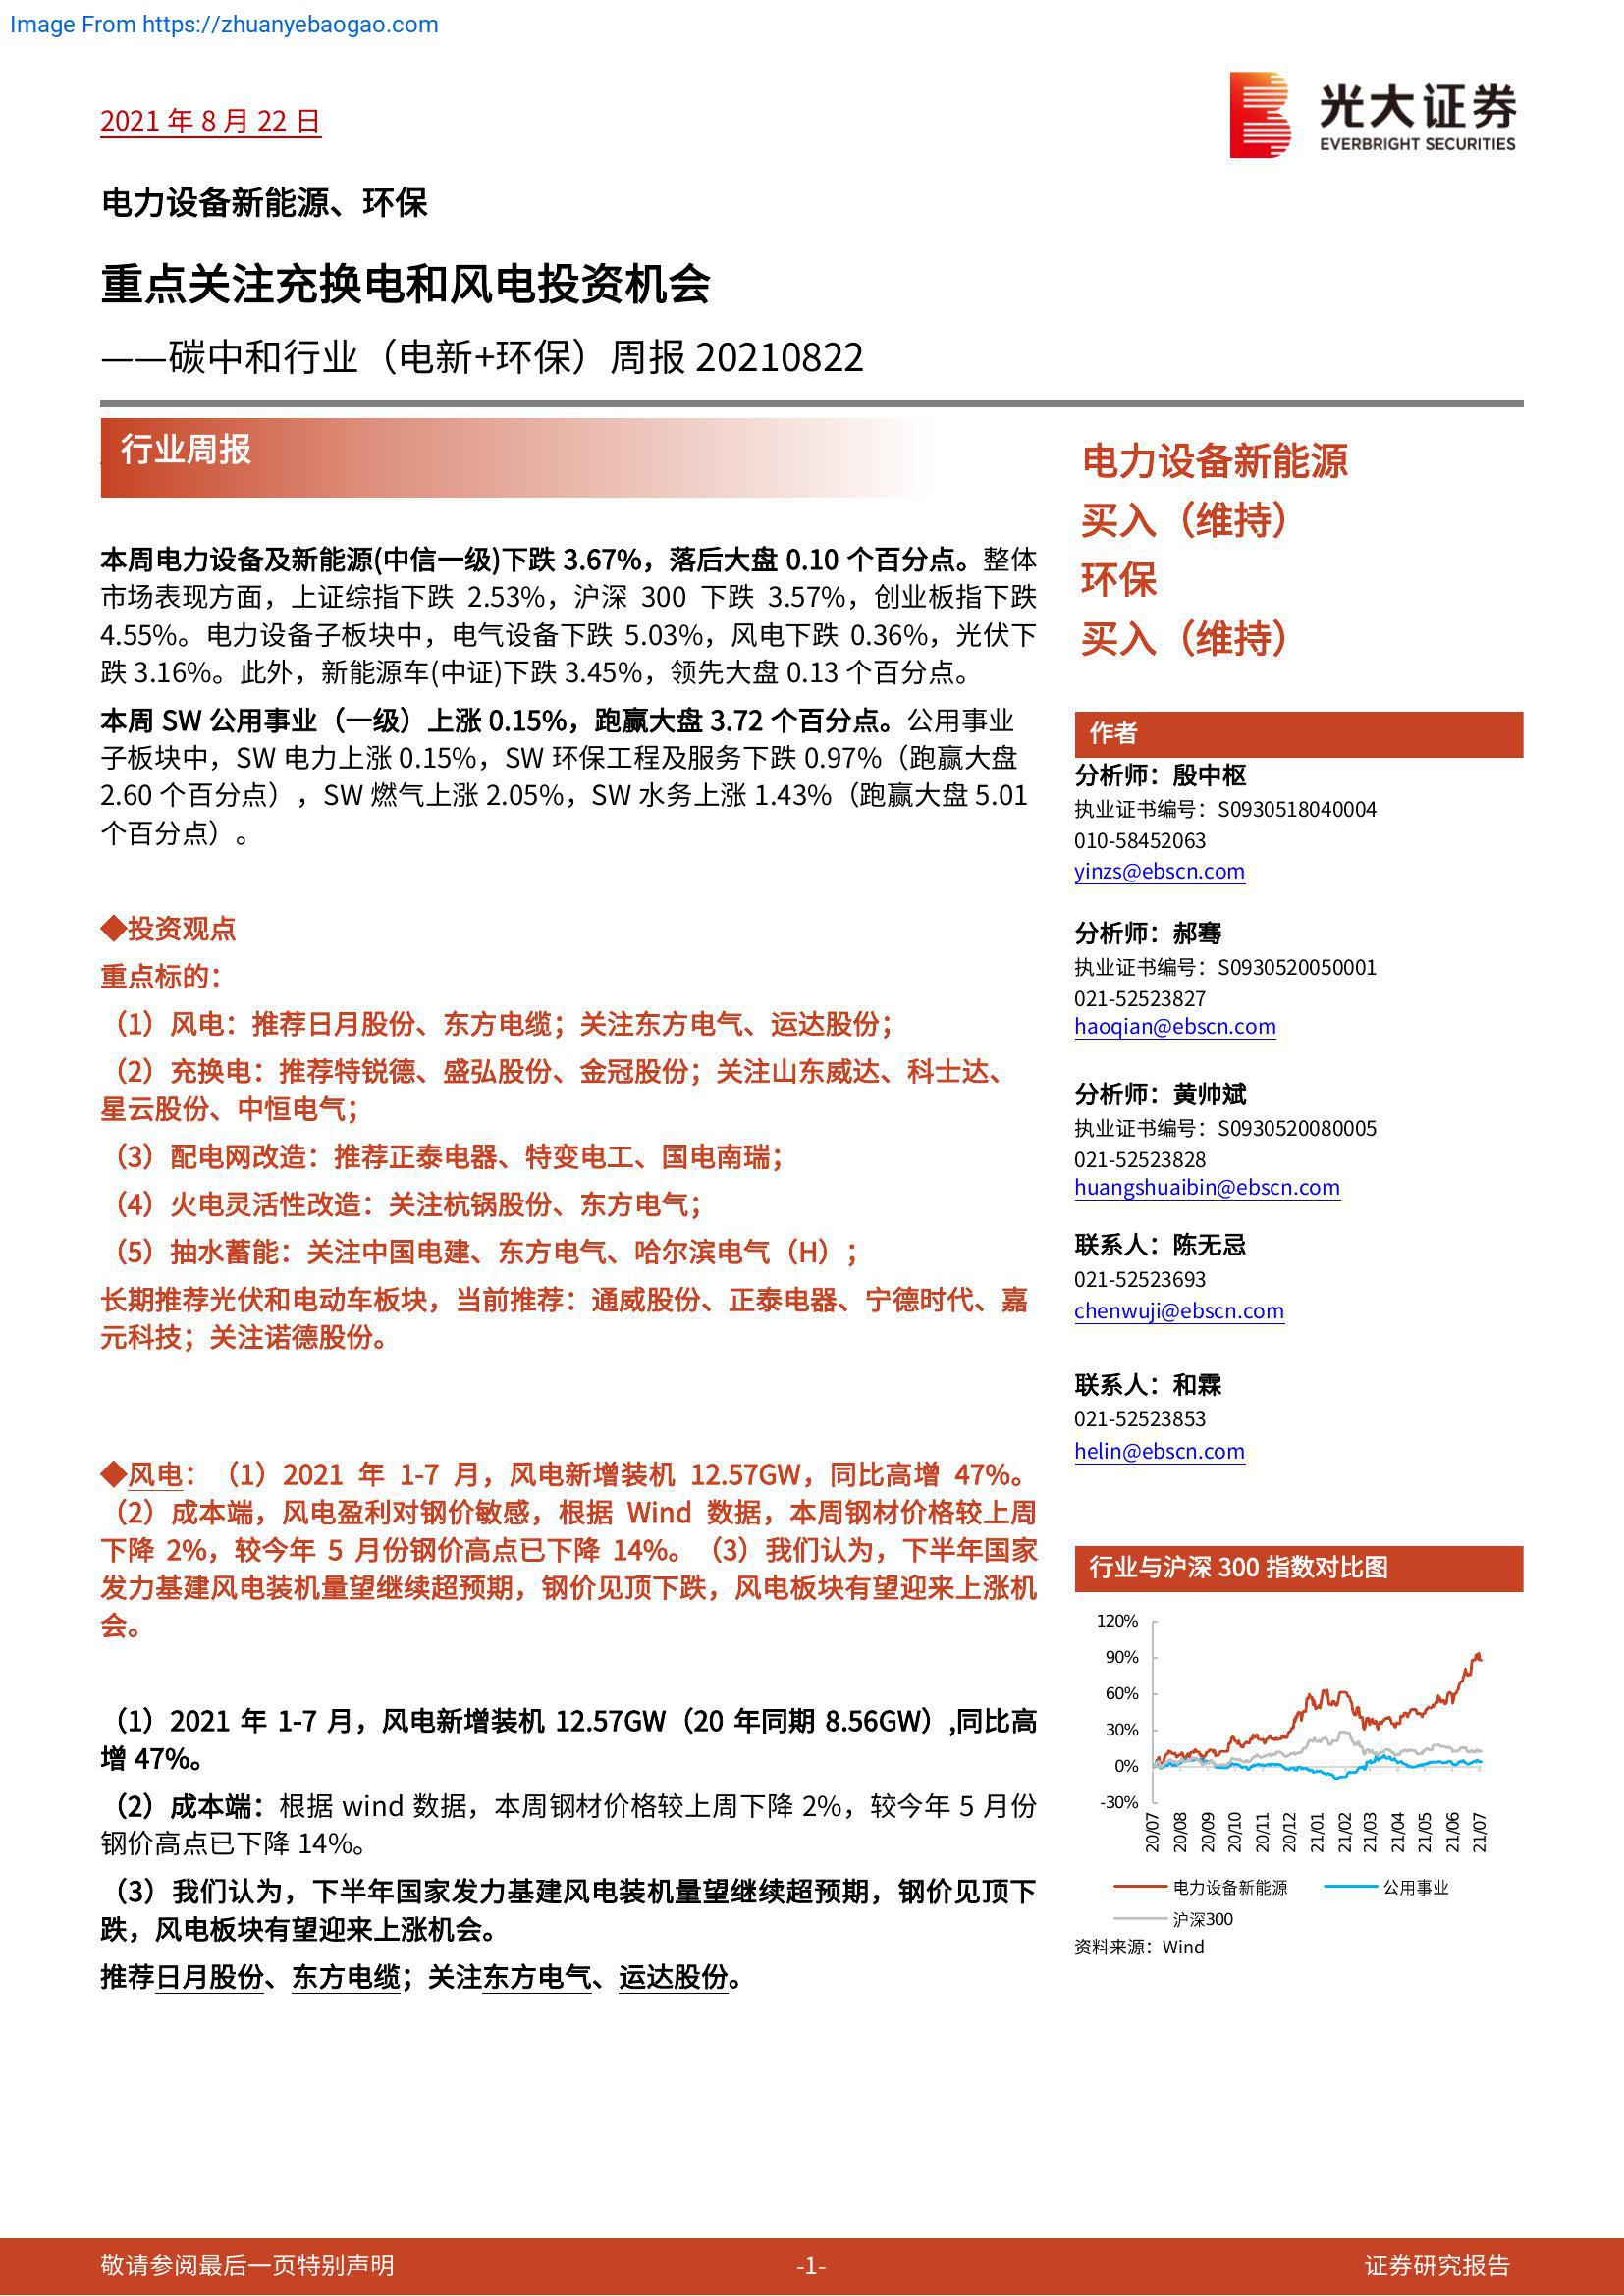 Image From https://zhuanyebaogao.com
2021 年 8 月 22 日
光大证券
EVERBRIGHT SECURITIES
电力设备新能源、环保
重点关注充换电和风电投资机会
——碳中和行业（电新+环保）周报 20210822
行业周报
本周电力设备及新能源(中信一级)下跌 3.67%，落后大盘 0.10 个百分点。整体
市场表现方面，上证综指下跌 2.53%，沪深 300 下跌 3.57%，创业板指下跌
4.55%。电力设备子板块中，电气设备下跌 5.03%，风电下跌 0.36%，光伏下
跌 3.16%。此外，新能源车(中证)下跌 3.45%，领先大盘 0.13 个百分点。
本周 SW 公用事业（一级）上涨 0.15%，跑赢大盘 3.72 个百分点。公用事业
子板块中，SW 电力上涨 0.15%，SW 环保工程及服务下跌 0.97%（跑赢大盘
2.60 个百分点），SW 燃气上涨 2.05%，SW 水务上涨 1.43%（跑赢大盘 5.01
个百分点）。
◆投资观点
重点标的：
（1）风电：推荐日月股份、东方电缆；关注东方电气、运达股份；
（2）充换电：推荐特锐德、盛弘股份、金冠股份；关注山东威达、科士达、
星云股份、中恒电气；
（3）配电网改造：推荐正泰电器、特变电工、国电南瑞；
（4）火电灵活性改造：关注杭锅股份、东方电气；
（5）抽水蓄能：关注中国电建、东方电气、哈尔滨电气（H）；
长期推荐光伏和电动车板块，当前推荐：通威股份、正泰电器、宁德时代、嘉
元科技；关注诺德股份。
◆风电：（1）2021 年 1-7 月，风电新增装机 12.57GW，同比高增 47%。
（2）成本端，风电盈利对钢价敏感，根据 Wind 数据，本周钢材价格较上周
下降 2%，较今年 5 月份钢价高点已下降 14%。（3）我们认为，下半年国家
发力基建风电装机量望继续超预期，钢价见顶下跌，风电板块有望迎来上涨机
会。
（1）2021 年 1-7 月，风电新增装机 12.57GW（20 年同期 8.56GW）,同比高
增 47%。
（2）成本端：根据 wind 数据，本周钢材价格较上周下降 2%，较今年 5 月份
钢价高点已下降 14%。
（3）我们认为，下半年国家发力基建风电装机量望继续超预期，钢价见顶下
跌，风电板块有望迎来上涨机会。
推荐日月股份、东方电缆；关注东方电气、运达股份。
电力设备新能源
买入（维持）
环保
买入（维持）
作者
分析师：殷中枢
执业证书编号：S0930518040004
010-58452063
yinzs@ebscn.com
分析师：郝骞
执业证书编号：S0930520050001
021-52523827
haoqian@ebscn.com
分析师：黄帅斌
执业证书编号：S0930520080005
021-52523828
huangshuaibin@ebscn.com
联系人：陈无忌
021-52523693
chenwuji@ebscn.com
联系人：和霖
021-52523853
helin@ebscn.com
行业与沪深 300 指数对比图
120%
90%
60%
30%
0%
-30%
20/07 20/08 20/09 20/10 20/11 20/12 21/01 21/02 21/03 21/04 21/05 21/06 21/07
电力设备新能源 公用事业
沪深300
资料来源：Wind
敬请参阅最后一页特别声明 -1- 证券研究报告